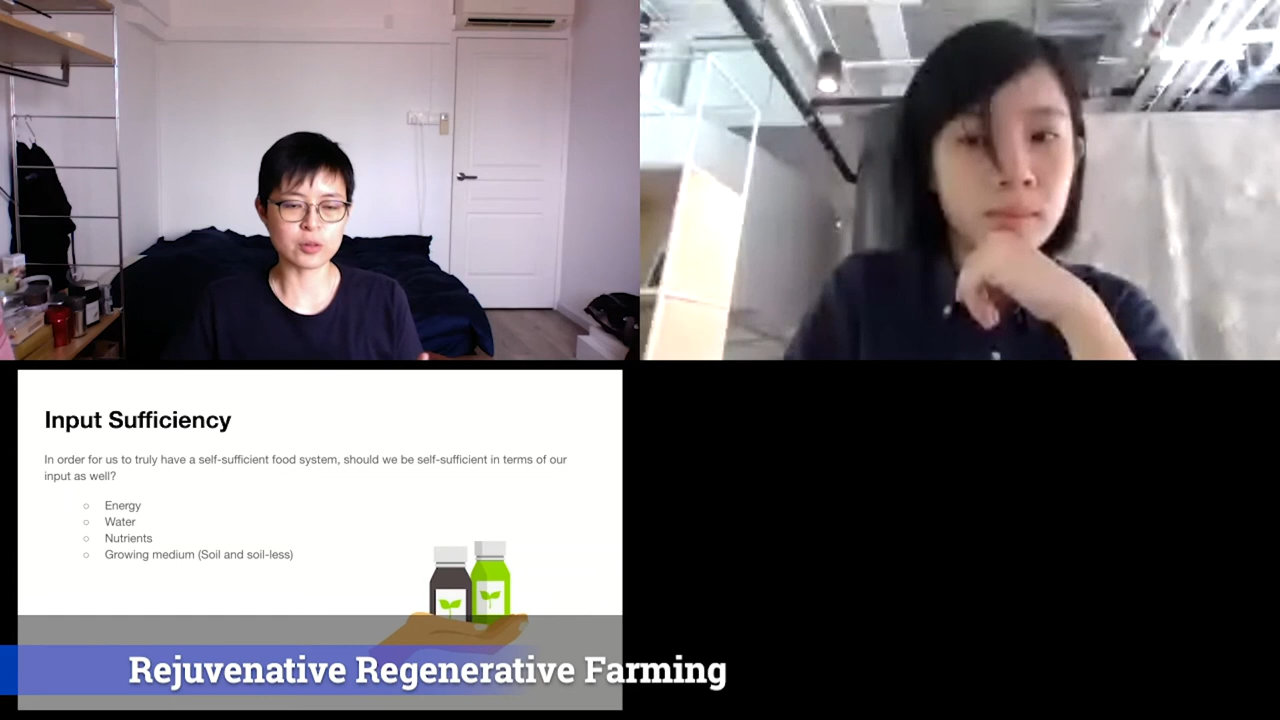 Input Sufficiency
In order for us to truly have a self-sufficient food system, should we be self-sufficient in terms of our
input as well?
○ Energy
○ Water
○ Nutrients
○ Growing medium (Soil and soil-less)
Rejuvenative Regenerative Farming